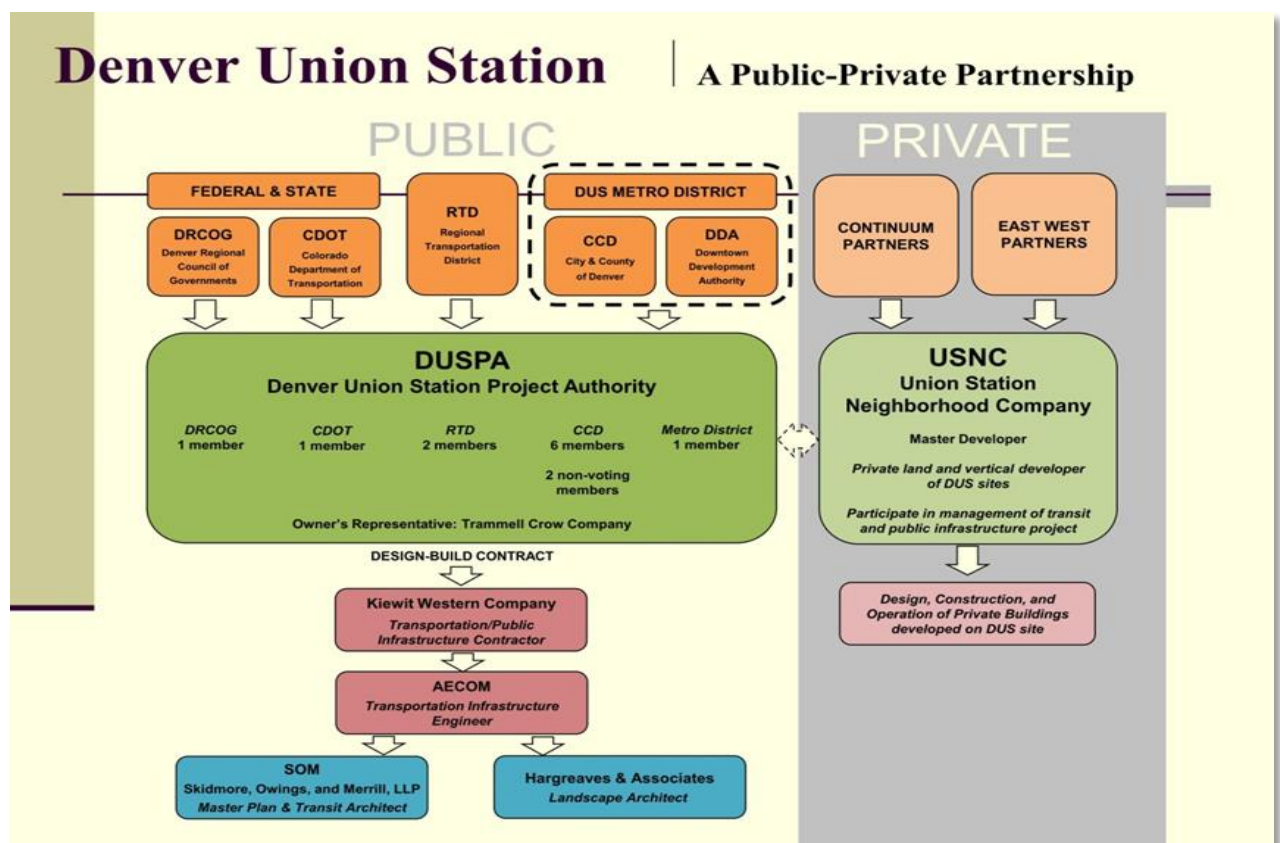 Denver Union Station
A Public-Private Partnership
PUBLIC
PRIVATE
FEDERAL & STATE
DRCOG
Denver Regional
Council of
Governments
CDOT
Colorado
Department of
Transportation
RTD
Regional
Transportation
District
DUS METRO DISTRICT
CCD
City & County
of Denver
DDA
Downtown
Development
Authority
CONTINUUM
PARTNERS
EAST WEST
PARTNERS
DUSPA
Denver Union Station Project Authority
DRCOG
1 member
CDOT
1 member
RTD
2 members
CCD
6 members
2 non-voting
members
Metro District
1 member
Owner's Representative: Trammell Crow Company
USNC
Union Station
Neighborhood Company
Master Developer
Private land and vertical developer
of DUS sites
Participate in management of transit
and public infrastructure project
DESIGN-BUILD CONTRACT
Kiewit Western Company
Transportation/Public
Infrastructure Contractor
Design, Construction, and
Operation of Private Buildings
developed on DUS site
AECOM
Transportation Infrastructure
Engineer
SOM
Skidmore, Owings, and Merrill, LLP
Master Plan & Transit Architect
Hargreaves & Associates
Landscape Architect